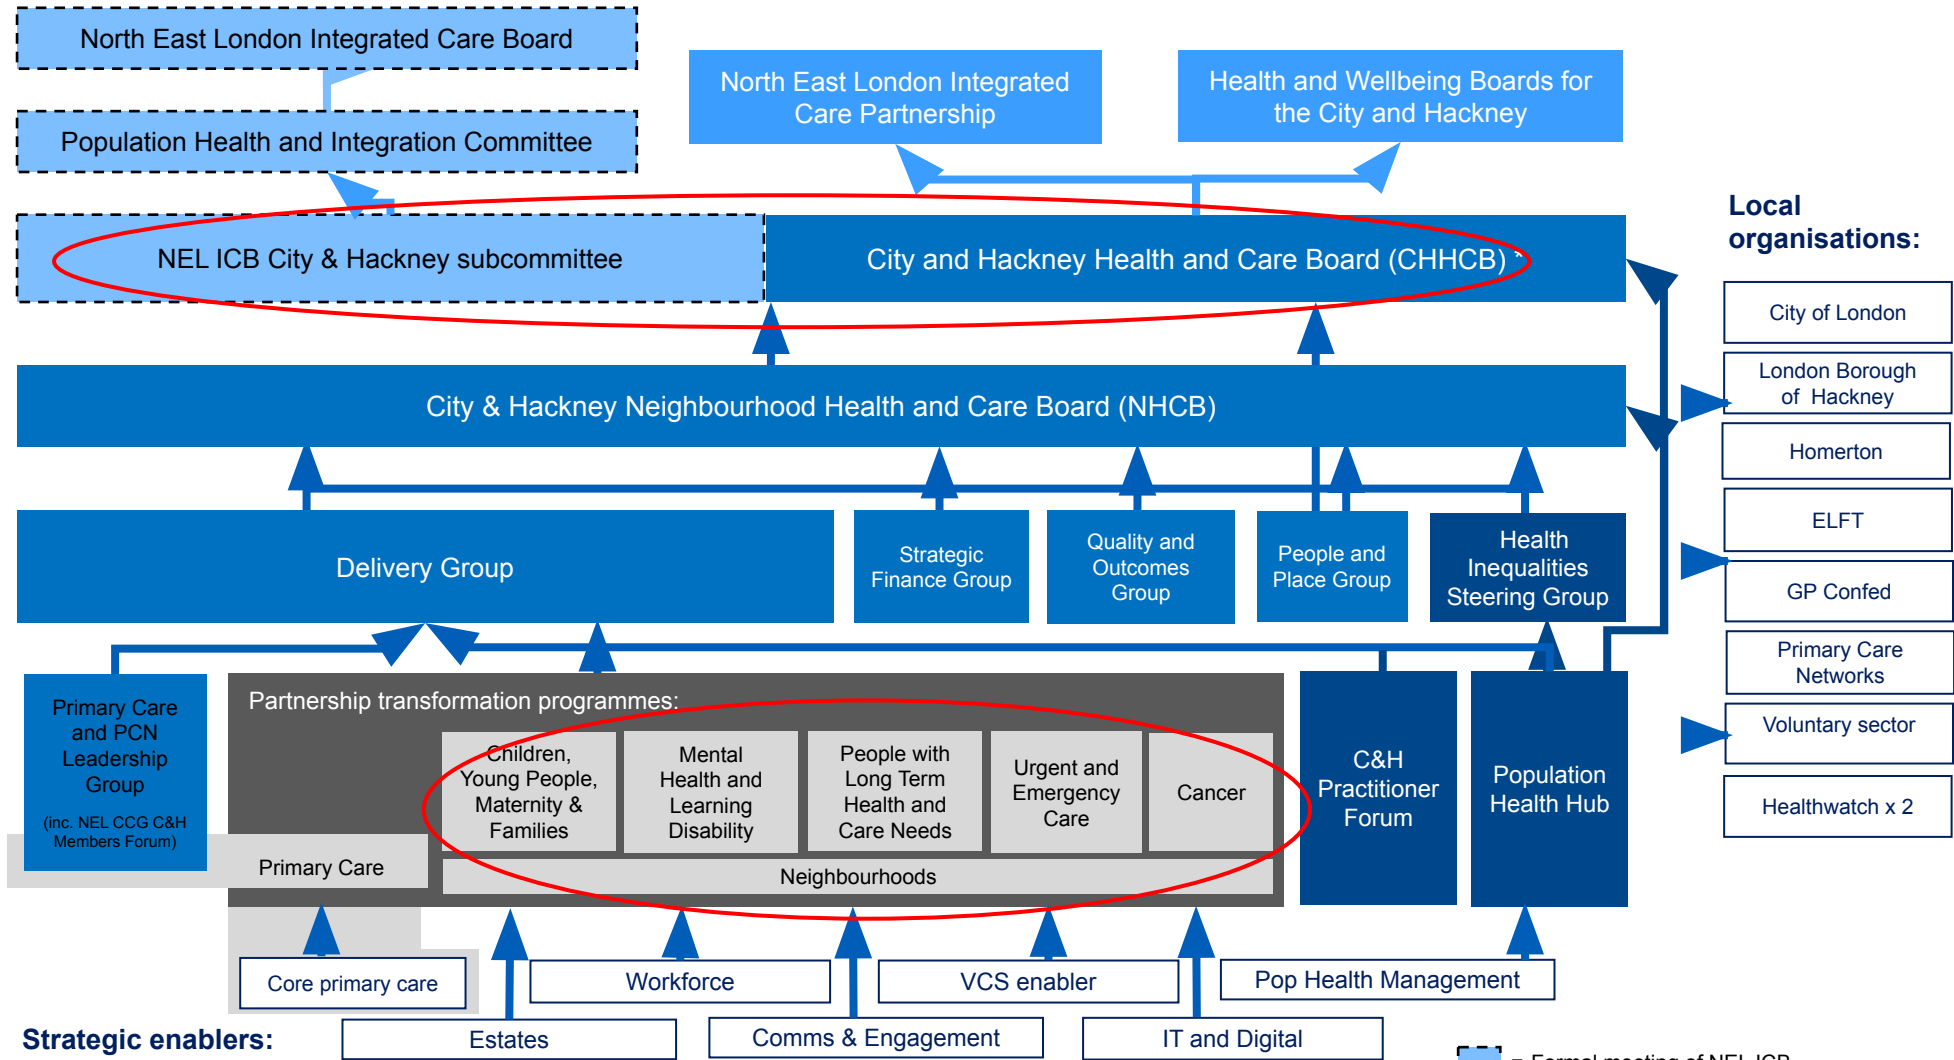 North East London Integrated Care Board
North East London Integrated
Care Partnership
Health and Wellbeing Boards for
the City and Hackney
Population Health and Integration Committee
NEL ICB City & Hackney subcommittee
City and Hackney Health and Care Board (CHHCB) *
City & Hackney Neighbourhood Health and Care Board (NHCB)
Delivery Group
Strategic
Finance Group
Quality and
Outcomes
Group
People and
Place Group
Health
Inequalities
Steering Group
Primary Care
and PCN
Leadership
Group
(inc. NEL CCG C&H
Members Forum)
Partnership transformation programmes:
Children,
Young People,
Maternity &
Families
Mental
Health and
Learning
Disability
People with
Long Term
Health and
Care Needs
Urgent and
Emergency
Care
Cancer
Primary Care
Neighbourhoods
C&H
Practitioner
Forum
Population
Health Hub
Core primary care
Workforce
VCS enabler
Pop Health Management
Strategic enablers:
Estates
Comms & Engagement
IT and Digital
Local
organisations:
City of London
London Borough
of Hackney
Homerton
ELFT
GP Confed
Primary Care
Networks
Voluntary sector
Healthwatch x 2
= Formal meeting of NEL ICB